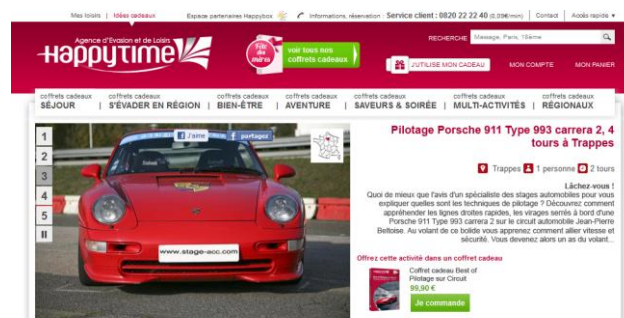 Mes loisirs | Idées cadeaux Espace partenaires Happybox Informations, réservation : Service client : 0820 22 22 40 (0,09€/min) | Contact | Accès rapide
Agence d'Evasion et de Loisirs
Happytime
Fête des mères
voir tous nos
coffrets cadeaux
RECHERCHE Massage, Paris, 18ème
J'UTILISE MON CADEAU MON COMPTE MON PANIER
coffrets cadeaux coffrets cadeaux coffrets cadeaux coffrets cadeaux coffrets cadeaux coffrets cadeaux coffrets cadeaux
SÉJOUR | S'ÉVADER EN RÉGION | BIEN-ÊTRE | AVENTURE | SAVEURS & SOIRÉE | MULTI-ACTIVITÉS | RÉGIONAUX
1
2
3
4
5
J'aime
partagez
www.stage-acc.com
Pilotage Porsche 911 Type 993 carrera 2, 4
tours à Trappes
Trappes 1 personne 2 tours
Lâchez-vous !
Quoi de mieux que l'avis d'un spécialiste des stages automobiles pour vous
expliquer quelles sont les techniques de pilotage ? Découvrez comment
appréhender les lignes droites rapides, les virages serrés à bord d'une
Porsche 911 Type 993 carrera 2 sur le circuit automobile Jean-Pierre
Beltoise. Au volant de ce bolide vous apprenez comment allier vitesse et
sécurité. Vous devenez alors un as du volant...
Offrez cette activité dans un coffret cadeau
Coffret cadeau Best of
Pilotage sur Circuit
99,90 €
Je commande